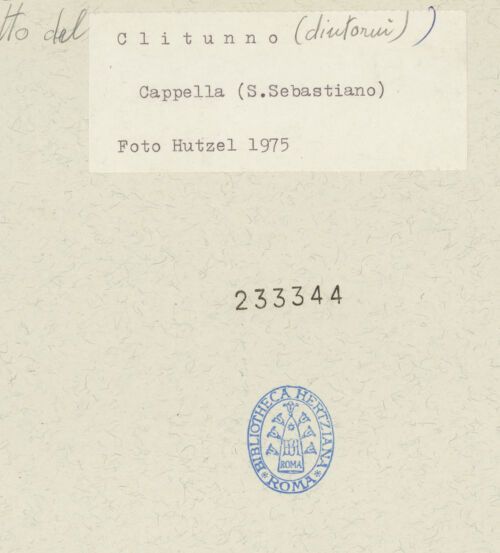 tto del Clitunno (dintorni))
Cappella (S.Sebastiano)
Foto Hutzel 1975
233344
BIBLIOTHECA HERTZIANA
ROMA
ROMA